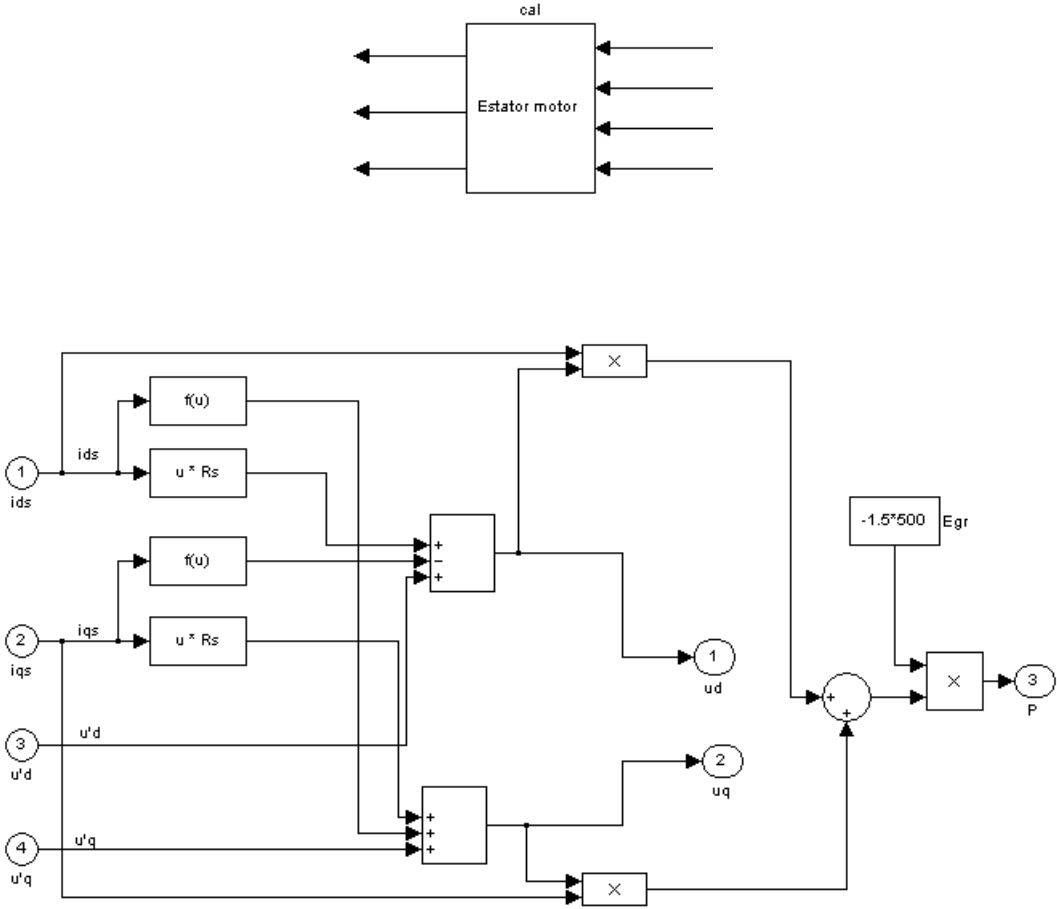 cal
Estator motor
×
f(u)
ids
1
u * Rs
ids
-1.5*500
Egr
+
−
+
f(u)
iqs
2
u * Rs
iqs
1
ud
+
+
×
3
P
u'd
3
u'd
2
uq
+
+
+
u'q
4
u'q
×